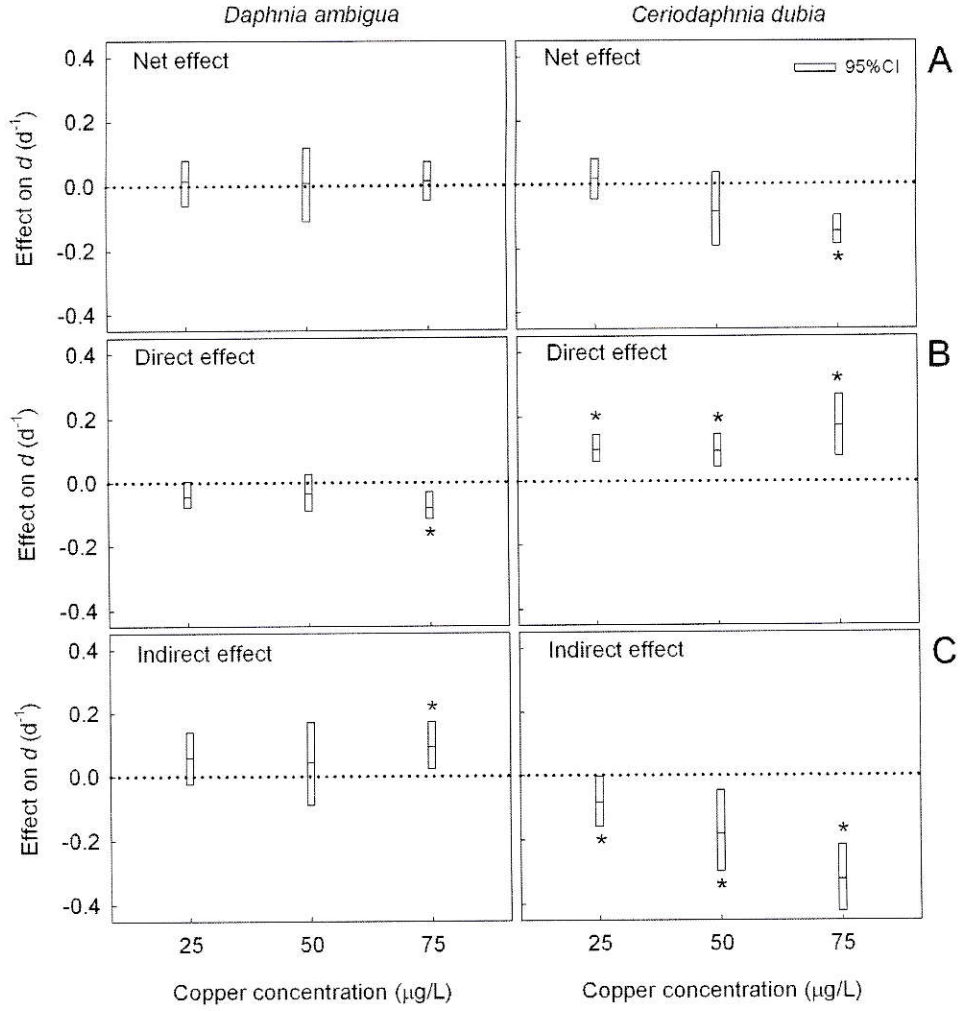 Daphnia ambigua
Ceriodaphnia dubia
A
Net effect
Net effect
95%CI
0.4
0.2
0.0
-0.2
-0.4
Effect on d (d⁻¹)
*
B
Direct effect
Direct effect
0.4
0.2
0.0
-0.2
-0.4
Effect on d (d⁻¹)
*
*
*
*
C
Indirect effect
Indirect effect
0.4
0.2
0.0
-0.2
-0.4
Effect on d (d⁻¹)
*
*
*
*
25
50
75
25
50
75
Copper concentration (µg/L)
Copper concentration (µg/L)